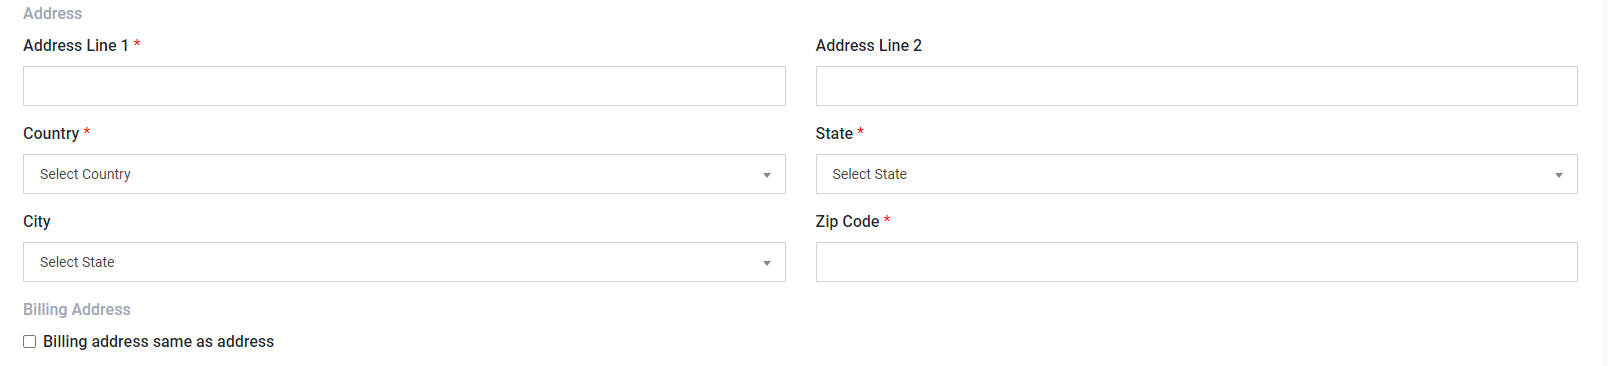 Address
Address Line 1 *
Address Line 2
Country *
State *
Select Country
Select State
City
Zip Code *
Select State
Billing Address
Billing address same as address